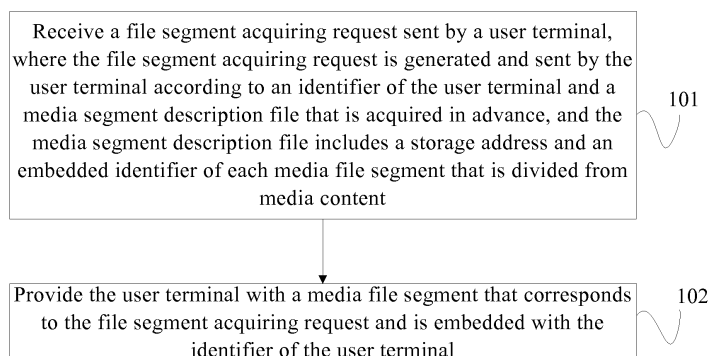 Receive a file segment acquiring request sent by a user terminal,
where the file segment acquiring request is generated and sent by the
user terminal according to an identifier of the user terminal and a
media segment description file that is acquired in advance, and the
media segment description file includes a storage address and an
embedded identifier of each media file segment that is divided from
media content
101
Provide the user terminal with a media file segment that corresponds
to the file segment acquiring request and is embedded with the
identifier of the user terminal
102